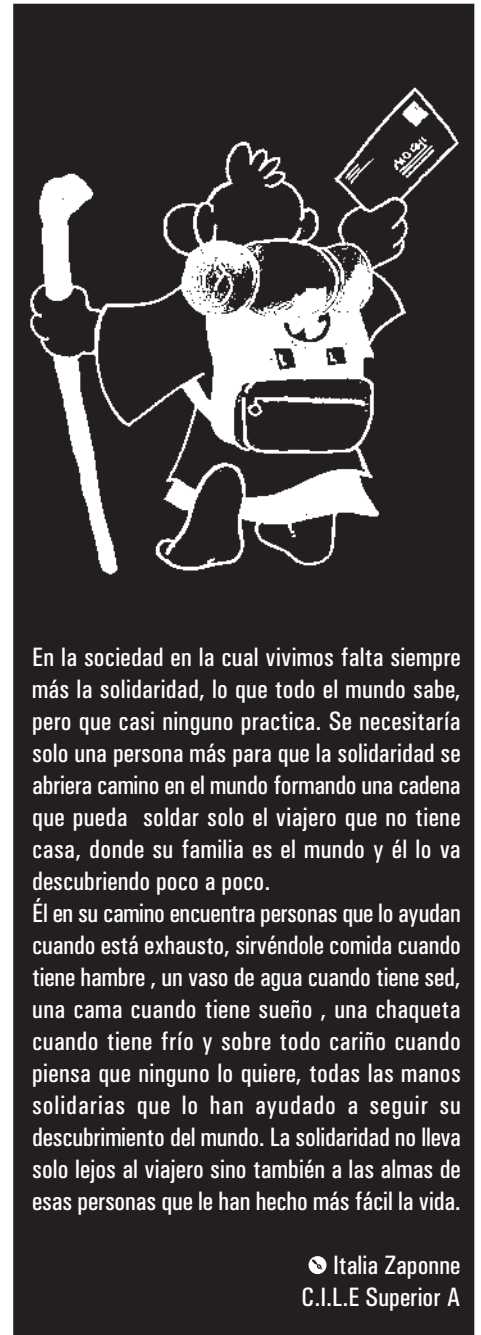 En la sociedad en la cual vivimos falta siempre
más la solidaridad, lo que todo el mundo sabe,
pero que casi ninguno practica. Se necesitaría
solo una persona más para que la solidaridad se
abriera camino en el mundo formando una cadena
que pueda  soldar solo el viajero que no tiene
casa, donde su familia es el mundo y él lo va
descubriendo poco a poco.
Él en su camino encuentra personas que lo ayudan
cuando está exhausto, sirvéndole comida cuando
tiene hambre , un vaso de agua cuando tiene sed,
una cama cuando tiene sueño , una chaqueta
cuando tiene frío y sobre todo cariño cuando
piensa que ninguno lo quiere, todas las manos
solidarias que lo han ayudado a seguir su
descubrimiento del mundo. La solidaridad no lleva
solo lejos al viajero sino también a las almas de
esas personas que le han hecho más fácil la vida.
Italia Zaponne
C.I.L.E Superior A